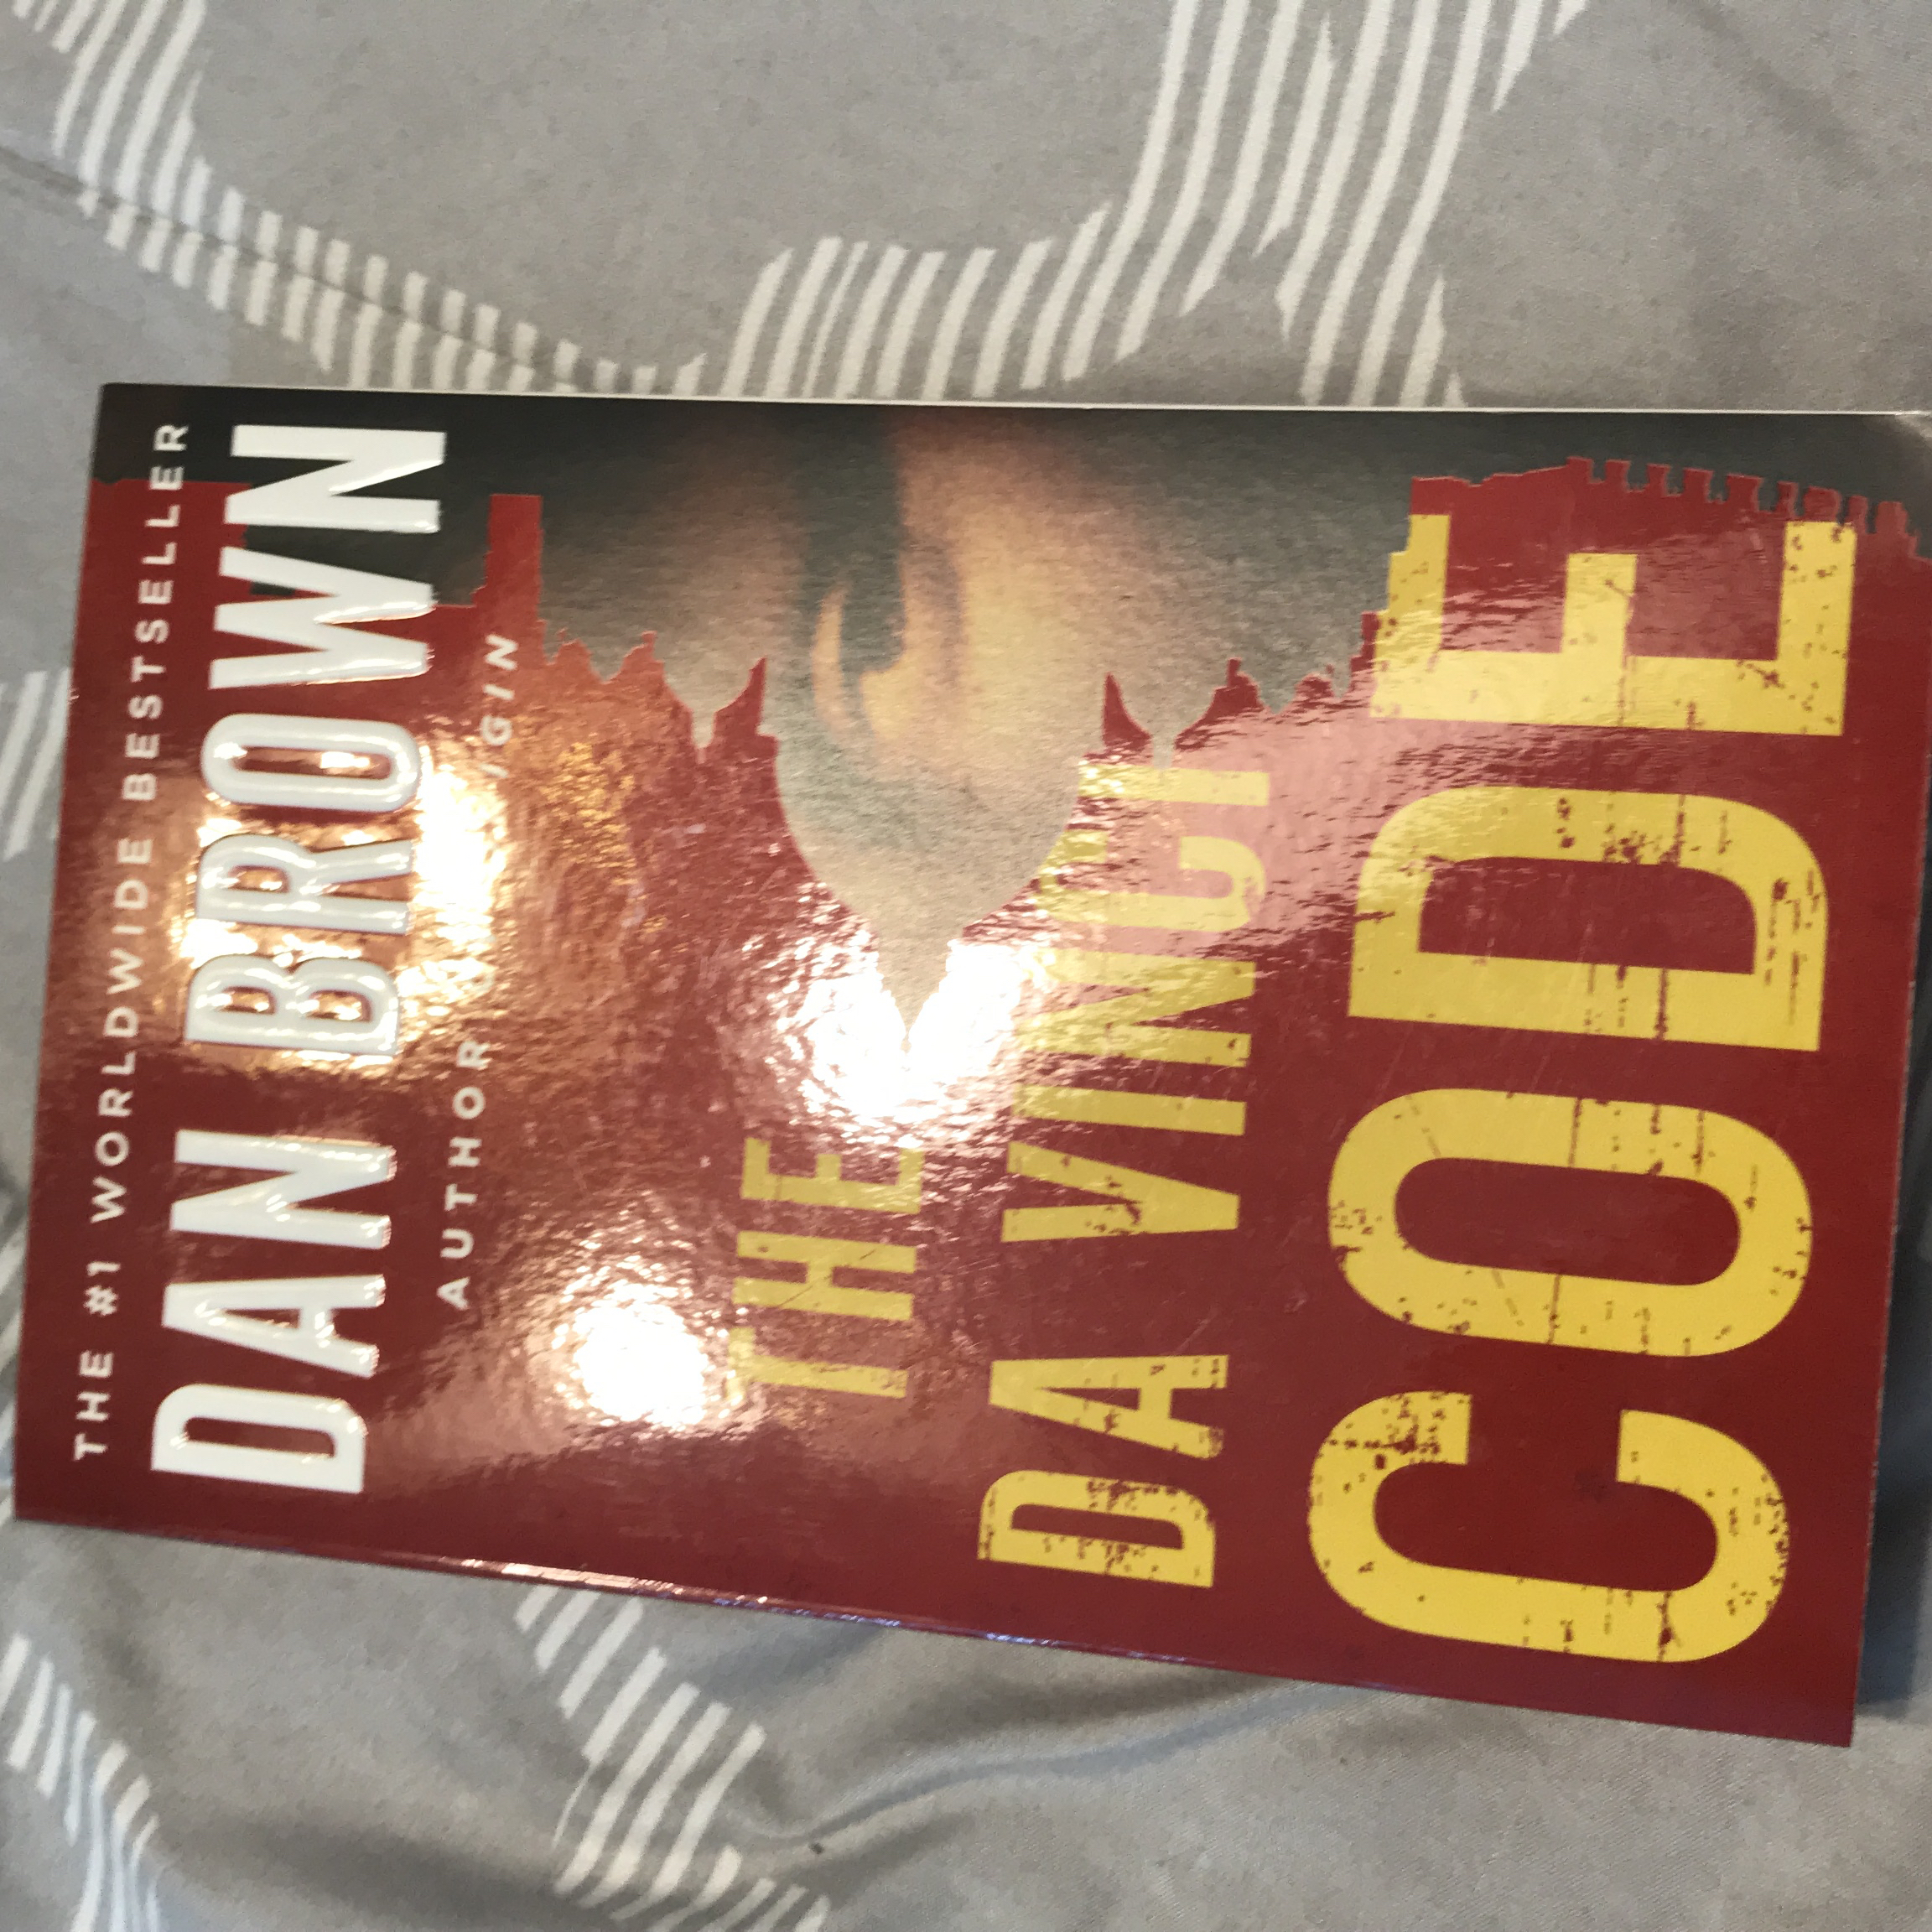 THE #1 WORLDWIDE BESTSELLER
DAN BROWN
AUTHOR
THE
DA VINCI
CODE